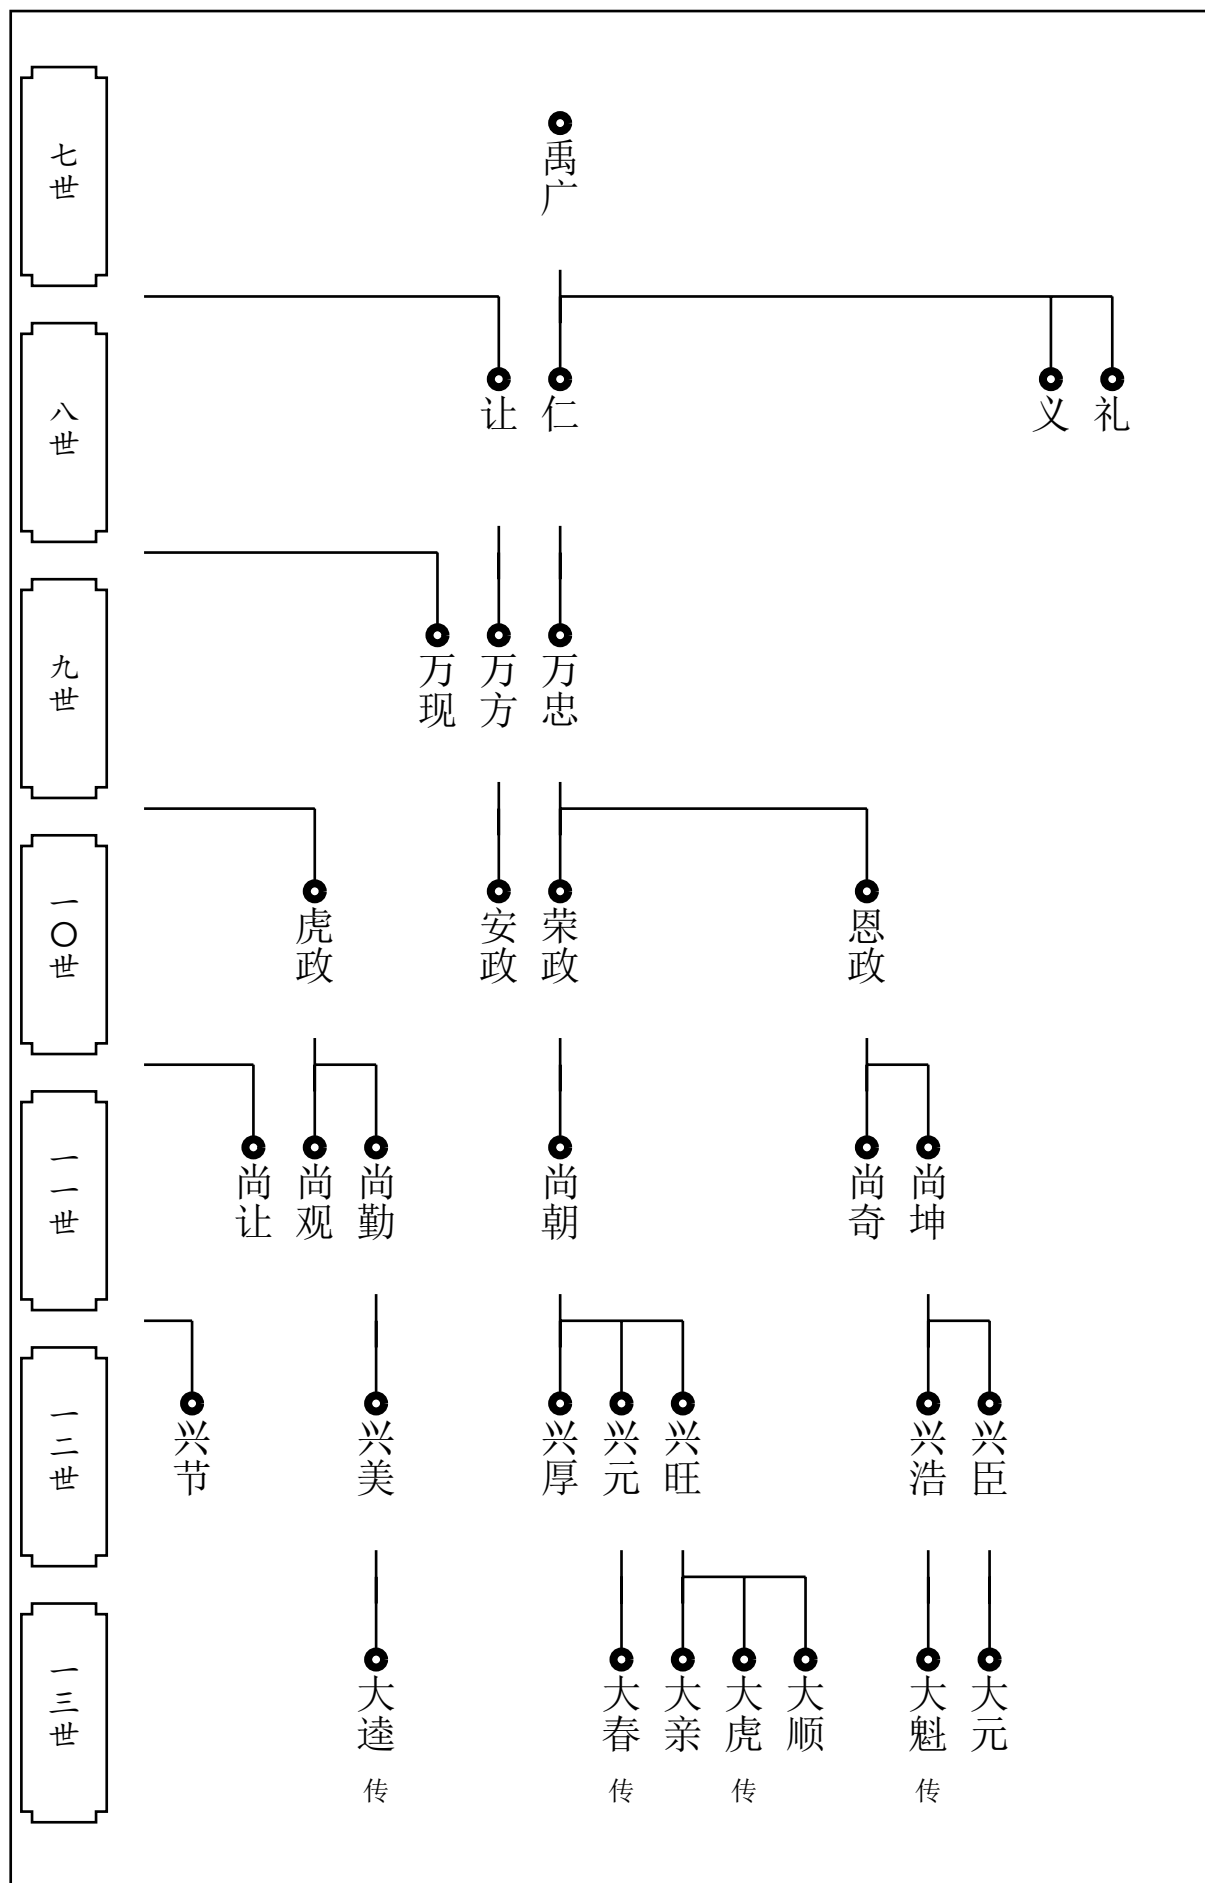 七世
禹广
八世
让
仁
义
礼
九世
万现
万方
万忠
一〇世
虎政
安政
荣政
恩政
一一世
尚让
尚观
尚勤
尚朝
尚奇
尚坤
一二世
兴节
兴美
兴厚
兴元
兴旺
兴浩
兴臣
一三世
大逵
传
大春
传
大亲
大虎
传
大顺
大魁
传
大元